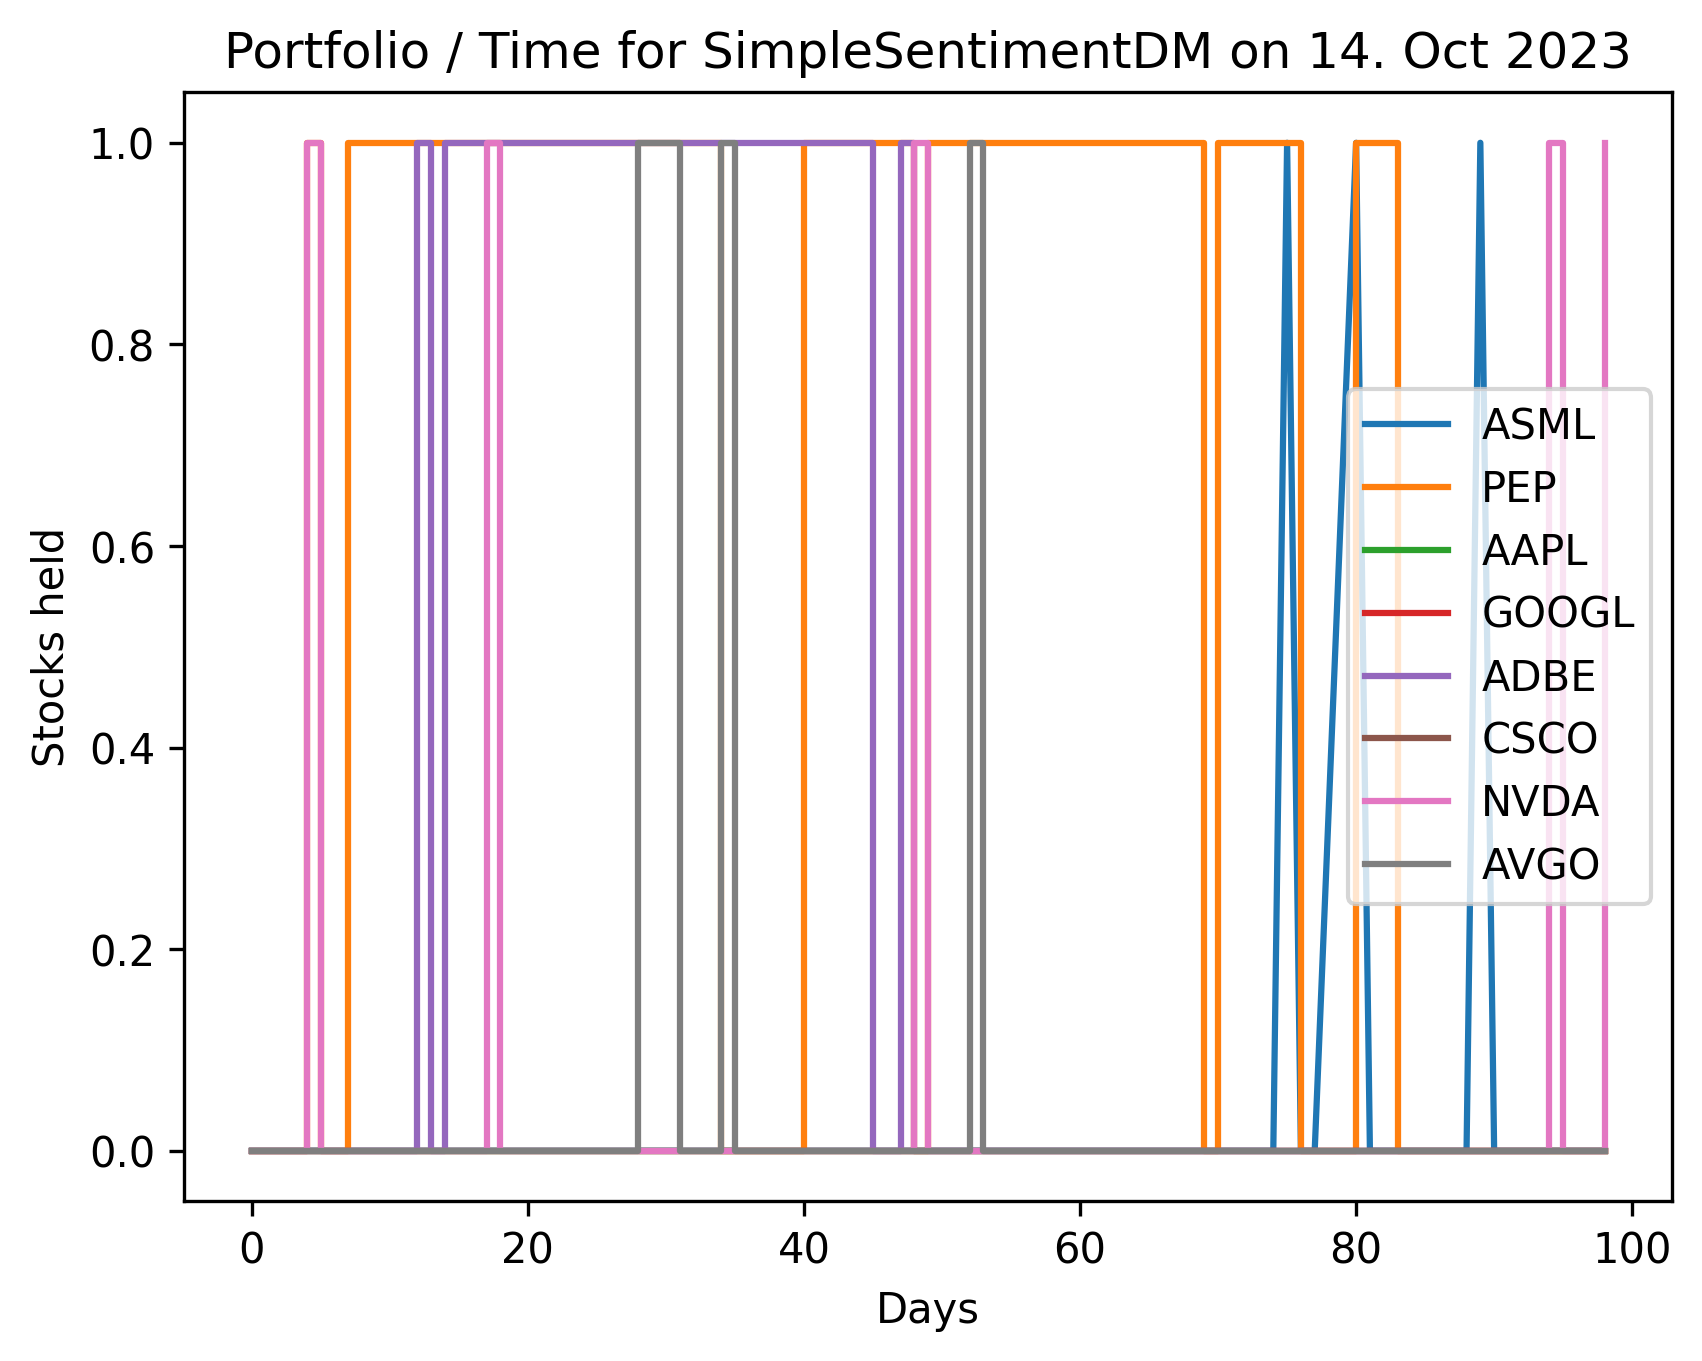 Portfolio / Time for SimpleSentimentDM on 14. Oct 2023
1.0
0.8
0.6
0.4
0.2
0.0
Stocks held
ASML
PEP
AAPL
GOOGL
ADBE
CSCO
NVDA
AVGO
0 20 40 60 80 100
Days